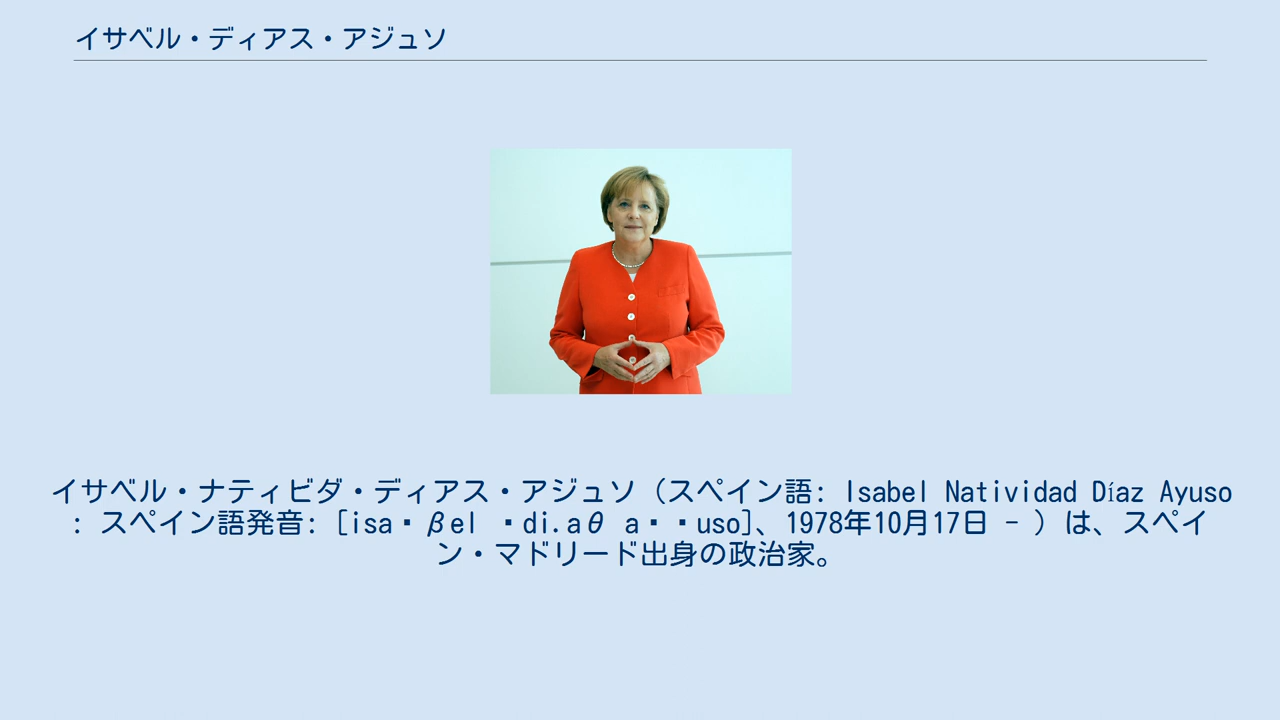 イサベル・ディアス・アジュソ
イサベル・ナティビダ・ディアス・アジュソ（スペイン語: Isabel Natividad Díaz Ayuso
: スペイン語発音: [isa▪βel ▪di.aθ a▪▪uso]、1978年10月17日 - ）は、スペイ
ン・マドリード出身の政治家。